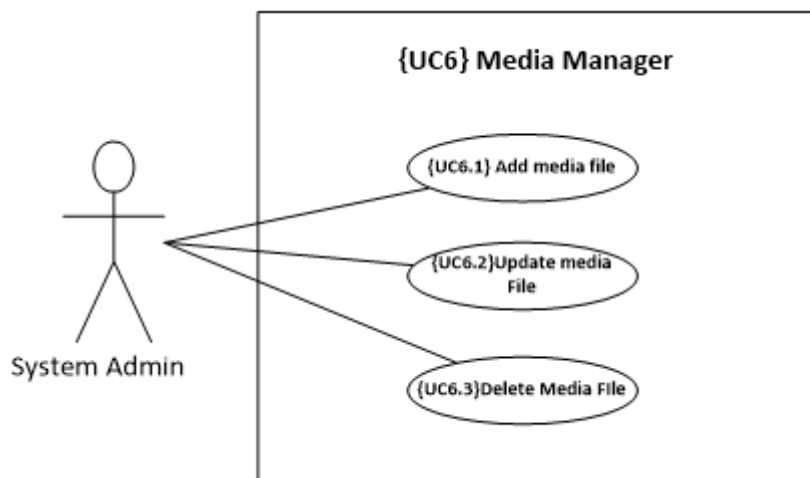 {UC6} Media Manager
{UC6.1} Add media file
{UC6.2}Update media
File
{UC6.3}Delete Media FIle
System Admin